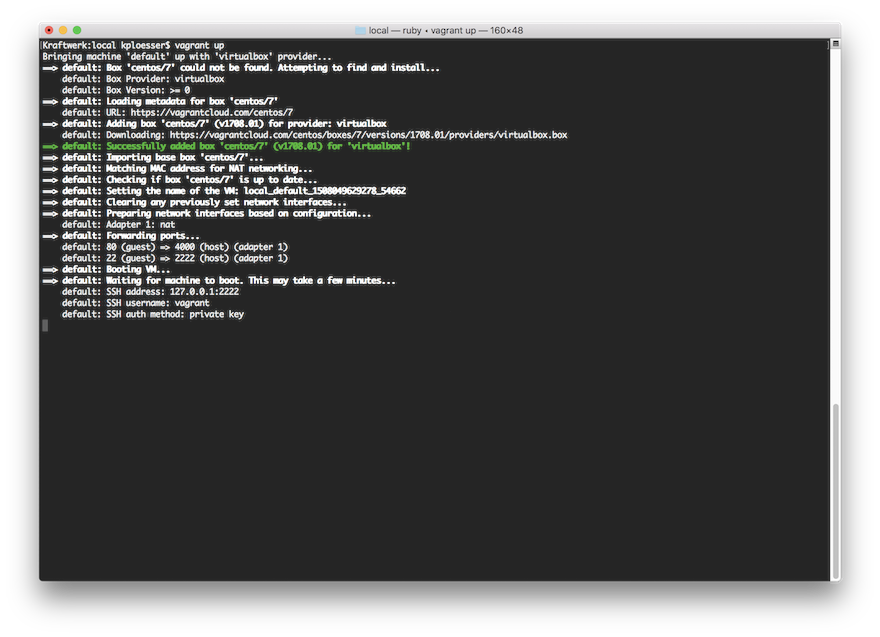 local — ruby • vagrant up — 160×48
[Kraftwerk:local kploesser$ vagrant up ]
Bringing machine 'default' up with 'virtualbox' provider...
==> default: Box 'centos/7' could not be found. Attempting to find and install...
    default: Box Provider: virtualbox
    default: Box Version: >= 0
==> default: Loading metadata for box 'centos/7'
    default: URL: https://vagrantcloud.com/centos/7
==> default: Adding box 'centos/7' (v1708.01) for provider: virtualbox
    default: Downloading: https://vagrantcloud.com/centos/boxes/7/versions/1708.01/providers/virtualbox.box
==> default: Successfully added box 'centos/7' (v1708.01) for 'virtualbox'!
==> default: Importing base box 'centos/7'...
==> default: Matching MAC address for NAT networking...
==> default: Checking if box 'centos/7' is up to date...
==> default: Setting the name of the VM: local_default_1508049629278_54662
==> default: Clearing any previously set network interfaces...
==> default: Preparing network interfaces based on configuration...
    default: Adapter 1: nat
==> default: Forwarding ports...
    default: 80 (guest) => 4000 (host) (adapter 1)
    default: 22 (guest) => 2222 (host) (adapter 1)
==> default: Booting VM...
==> default: Waiting for machine to boot. This may take a few minutes...
    default: SSH address: 127.0.0.1:2222
    default: SSH username: vagrant
    default: SSH auth method: private key